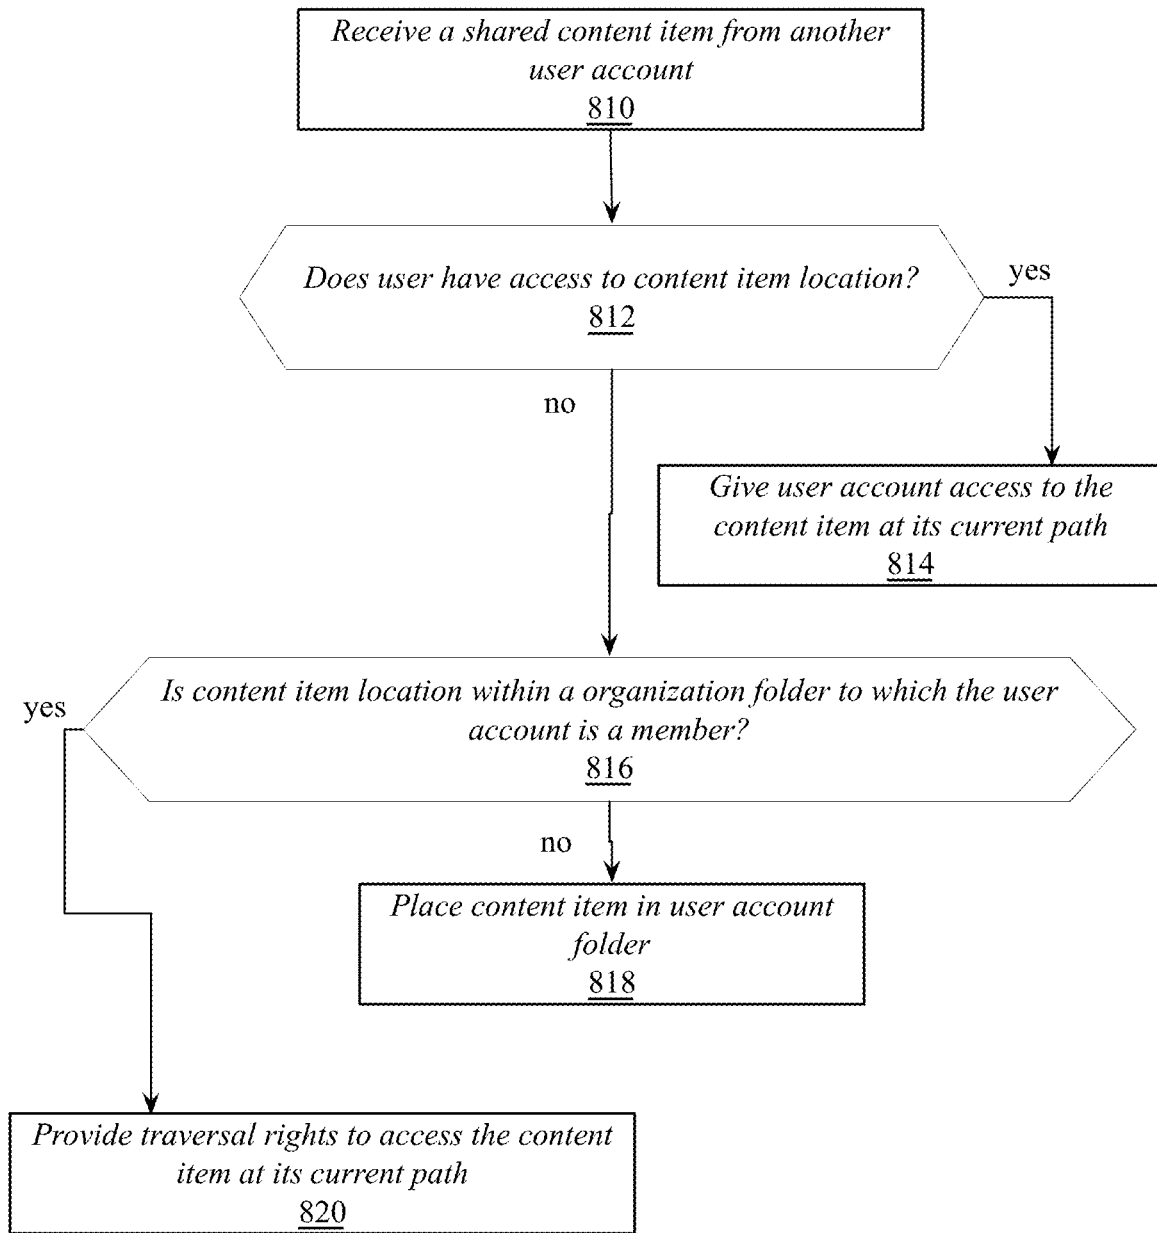 Receive a shared content item from another
user account
810
Does user have access to content item location?
812
yes
no
Give user account access to the
content item at its current path
814
Is content item location within a organization folder to which the user
account is a member?
816
yes
no
Place content item in user account
folder
818
Provide traversal rights to access the content
item at its current path
820